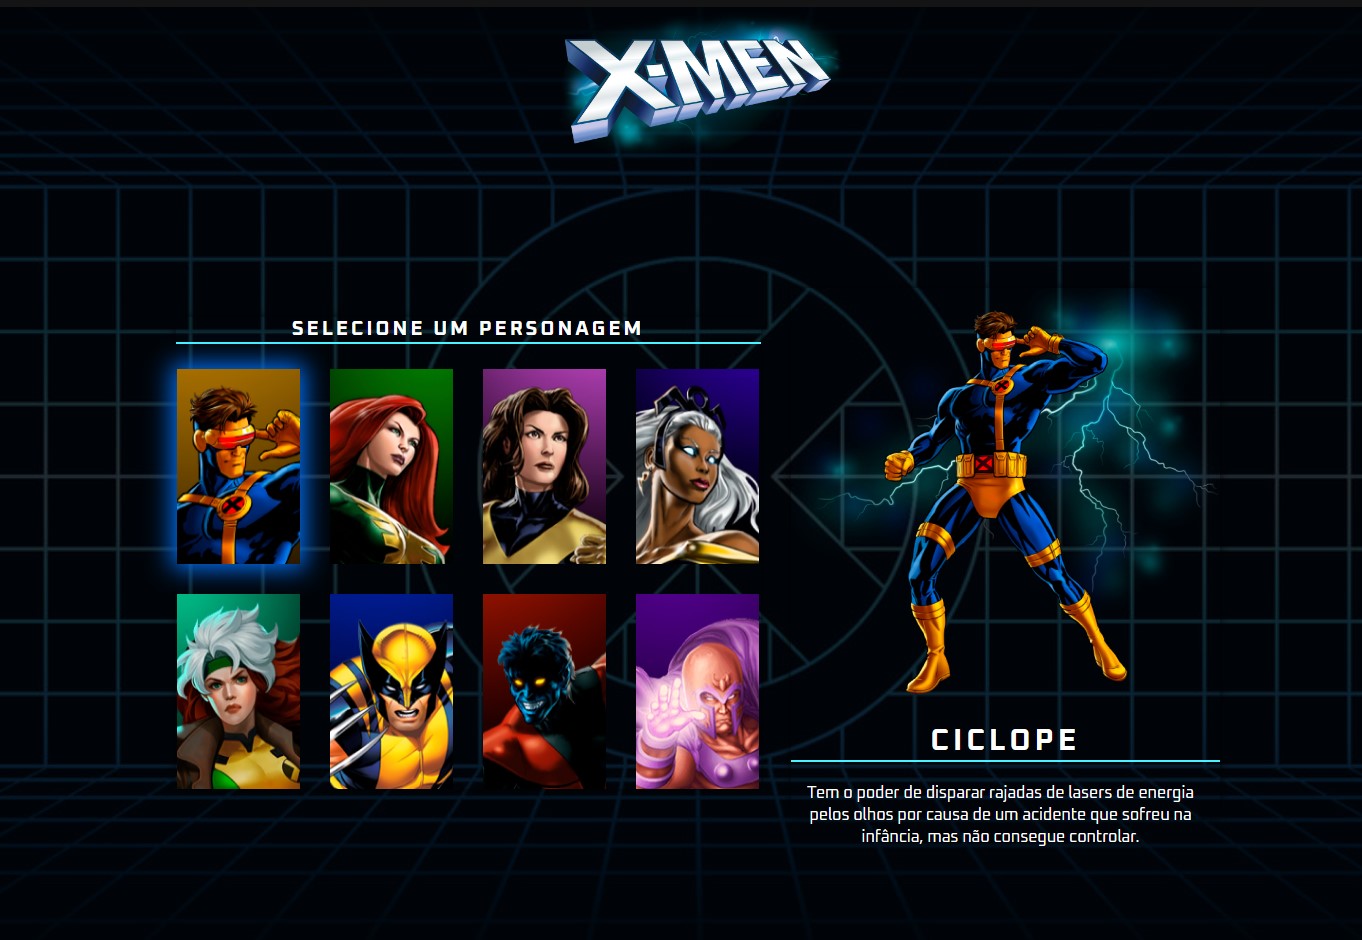 X-MEN
SELECIONE UM PERSONAGEM
CICLOPE
Tem o poder de disparar rajadas de lasers de energia
pelos olhos por causa de um acidente que sofreu na
infância, mas não consegue controlar.